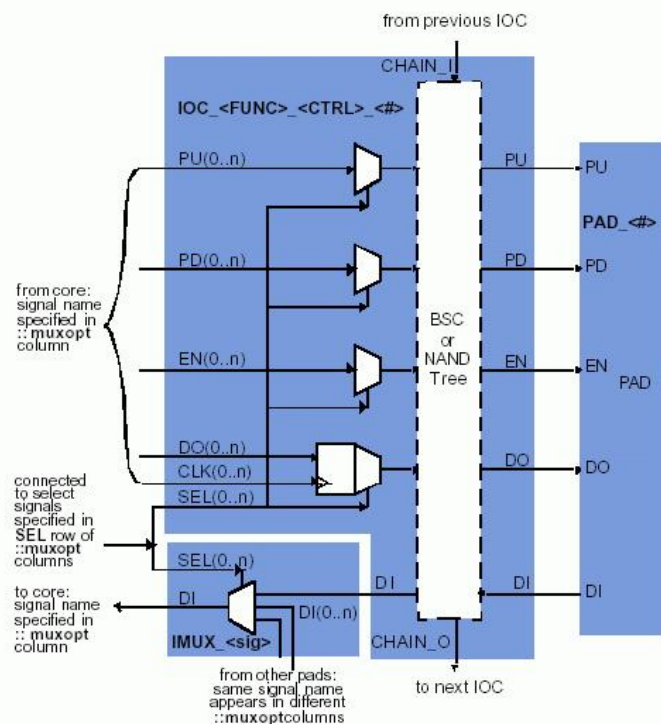 from previous IOC
CHAIN_I
IOC_<FUNC>_<CTRL>_<#>
PU(0..n)
PU
PU
PAD_<#>
PD(0..n)
PD
PD
from core:
signal name
specified in
::muxopt
column
BSC
or
NAND
Tree
EN(0..n)
EN
EN
PAD
DO(0..n)
DO
DO
CLK(0..n)
SEL(0..n)
connected
to select
signals
specified in
SEL row of
::muxopt
columns
SEL(0..n)
DI
DI
DI
to core:
signal name
specified in
:: muxopt
column
DI
DI(0..n)
IMUX_<sig>
CHAIN_O
from other pads:
same signal name
appears in different
::muxoptcolumns
to next IOC